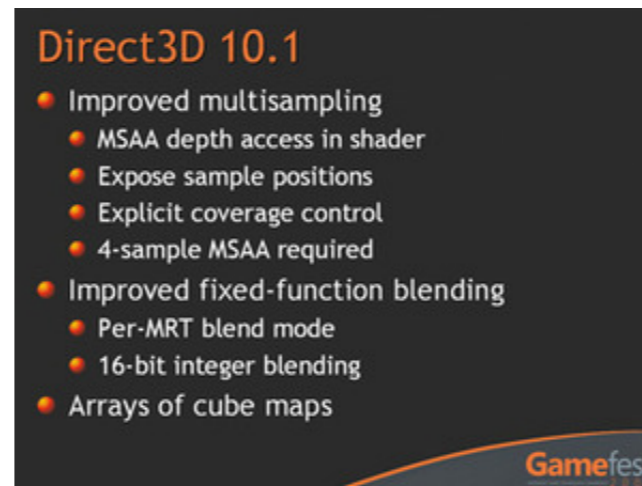 Direct3D 10.1
Improved multisampling
MSAA depth access in shader
Expose sample positions
Explicit coverage control
4-sample MSAA required
Improved fixed-function blending
Per-MRT blend mode
16-bit integer blending
Arrays of cube maps
Gamefes